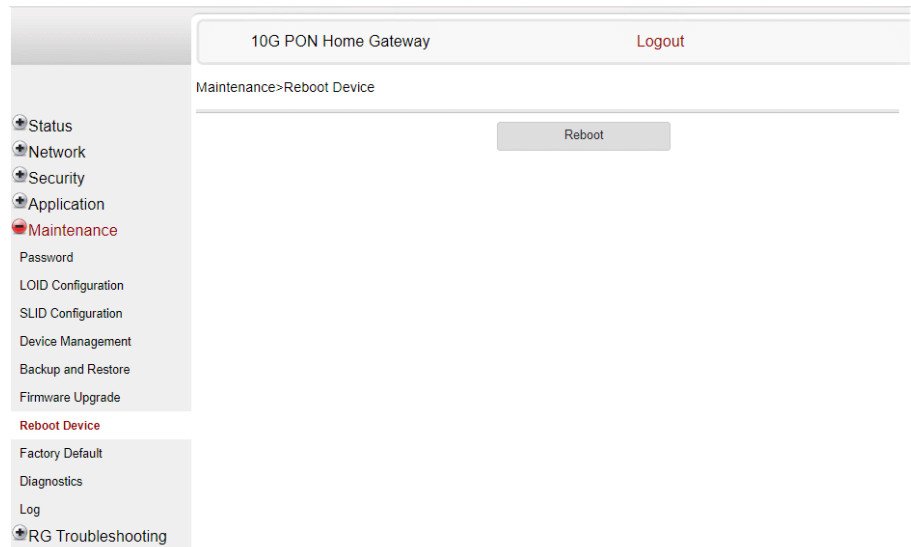 10G PON Home Gateway Logout
Maintenance>Reboot Device
Reboot
Status
Network
Security
Application
Maintenance
Password
LOID Configuration
SLID Configuration
Device Management
Backup and Restore
Firmware Upgrade
Reboot Device
Factory Default
Diagnostics
Log
RG Troubleshooting